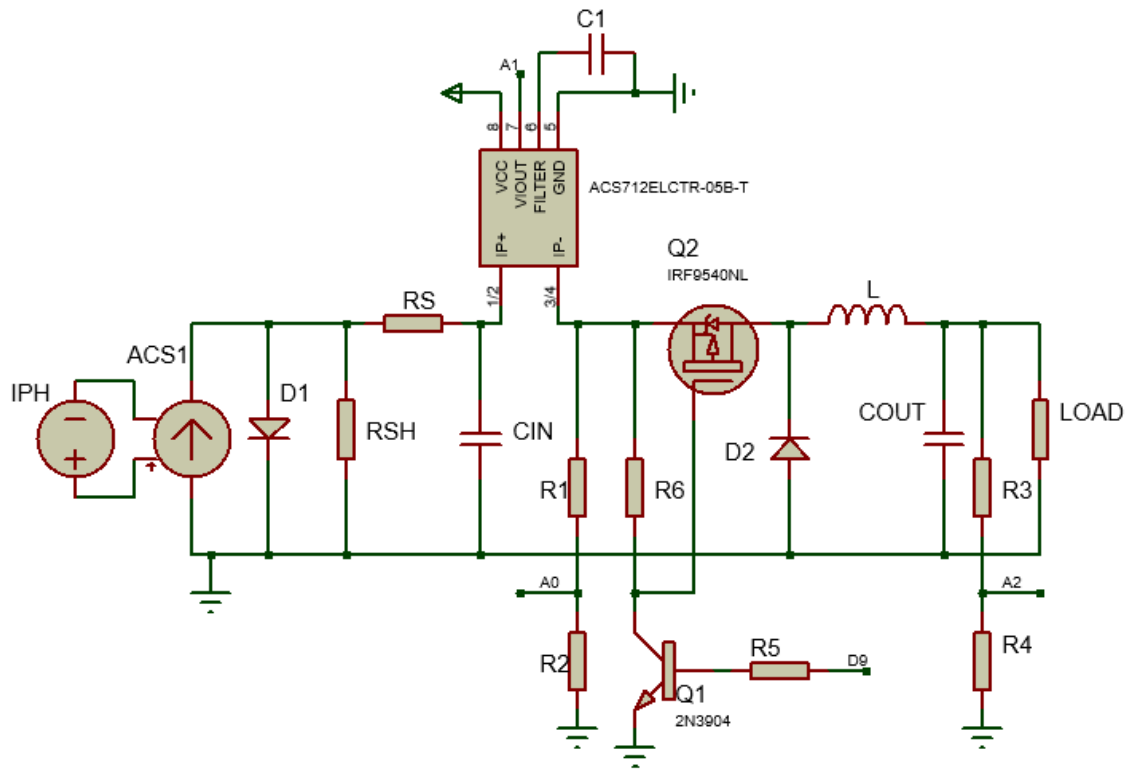 C1
A1
8
7
6
5
VCC
VIOUT
FILTER
GND
IP+
IP-
ACS712ELCTR-05B-T
1/2
3/4
Q2
IRF9540NL
RS
L
ACS1
IPH
D1
RSH
CIN
R1
R6
D2
COUT
R3
LOAD
A0
A2
R2
R5
D9
R4
Q1
2N3904